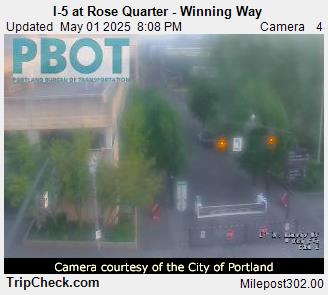 I-5 at Rose Quarter - Winning Way
Updated May 01 2025 8:08 PM Camera 4
PBOT
PORTLAND BUREAU OF TRANSPORTATION
Camera courtesy of the City of Portland
TripCheck.com Milepost302.00